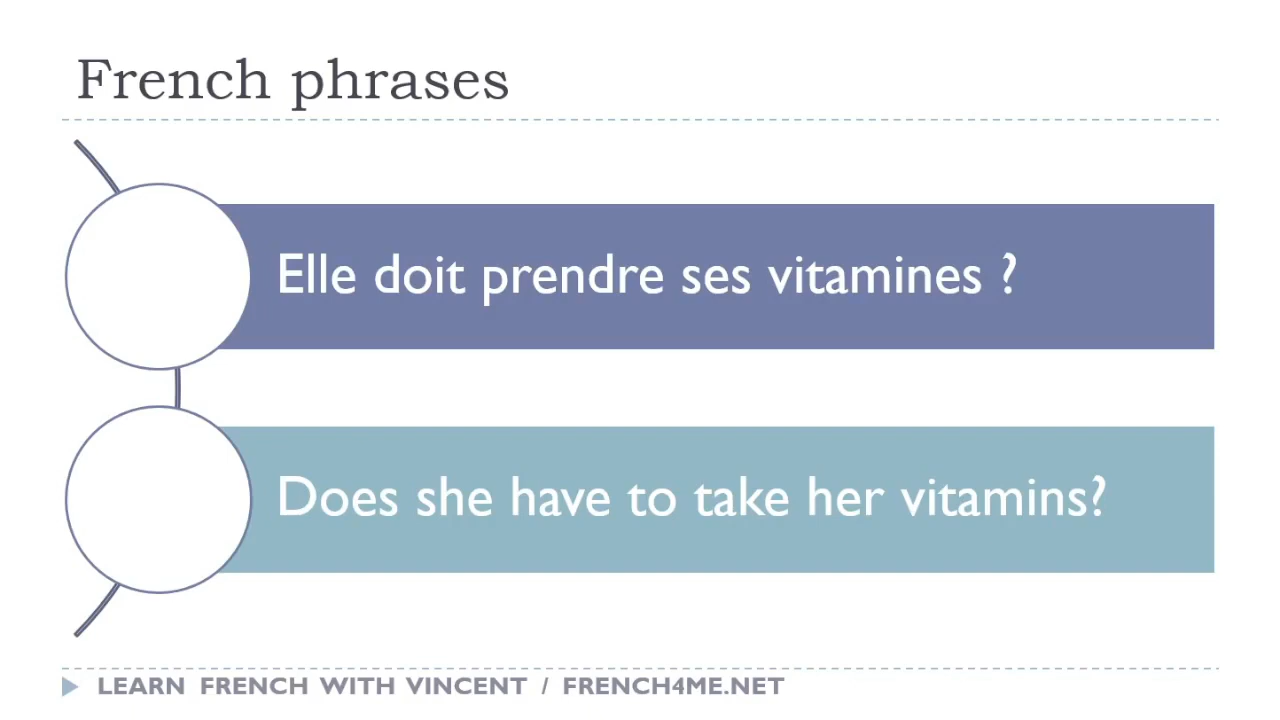 French phrases
Elle doit prendre ses vitamines ?
Does she have to take her vitamins?
LEARN FRENCH WITH VINCENT / FRENCH4ME.NET